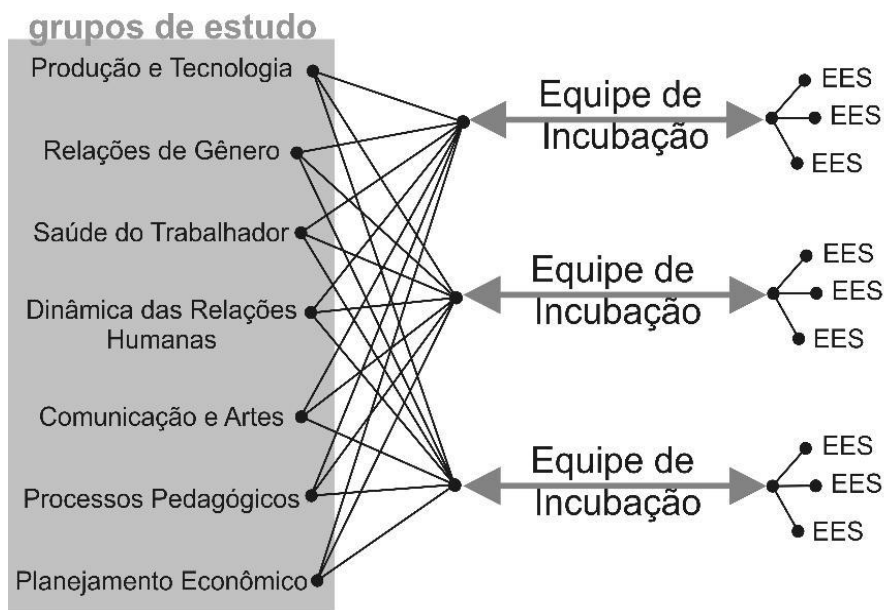 grupos de estudo
Produção e Tecnologia
Relações de Gênero
Saúde do Trabalhador
Dinâmica das Relações
Humanas
Comunicação e Artes
Processos Pedagógicos
Planejamento Econômico
Equipe de
Incubação
EES
EES
EES
Equipe de
Incubação
EES
EES
EES
Equipe de
Incubação
EES
EES
EES